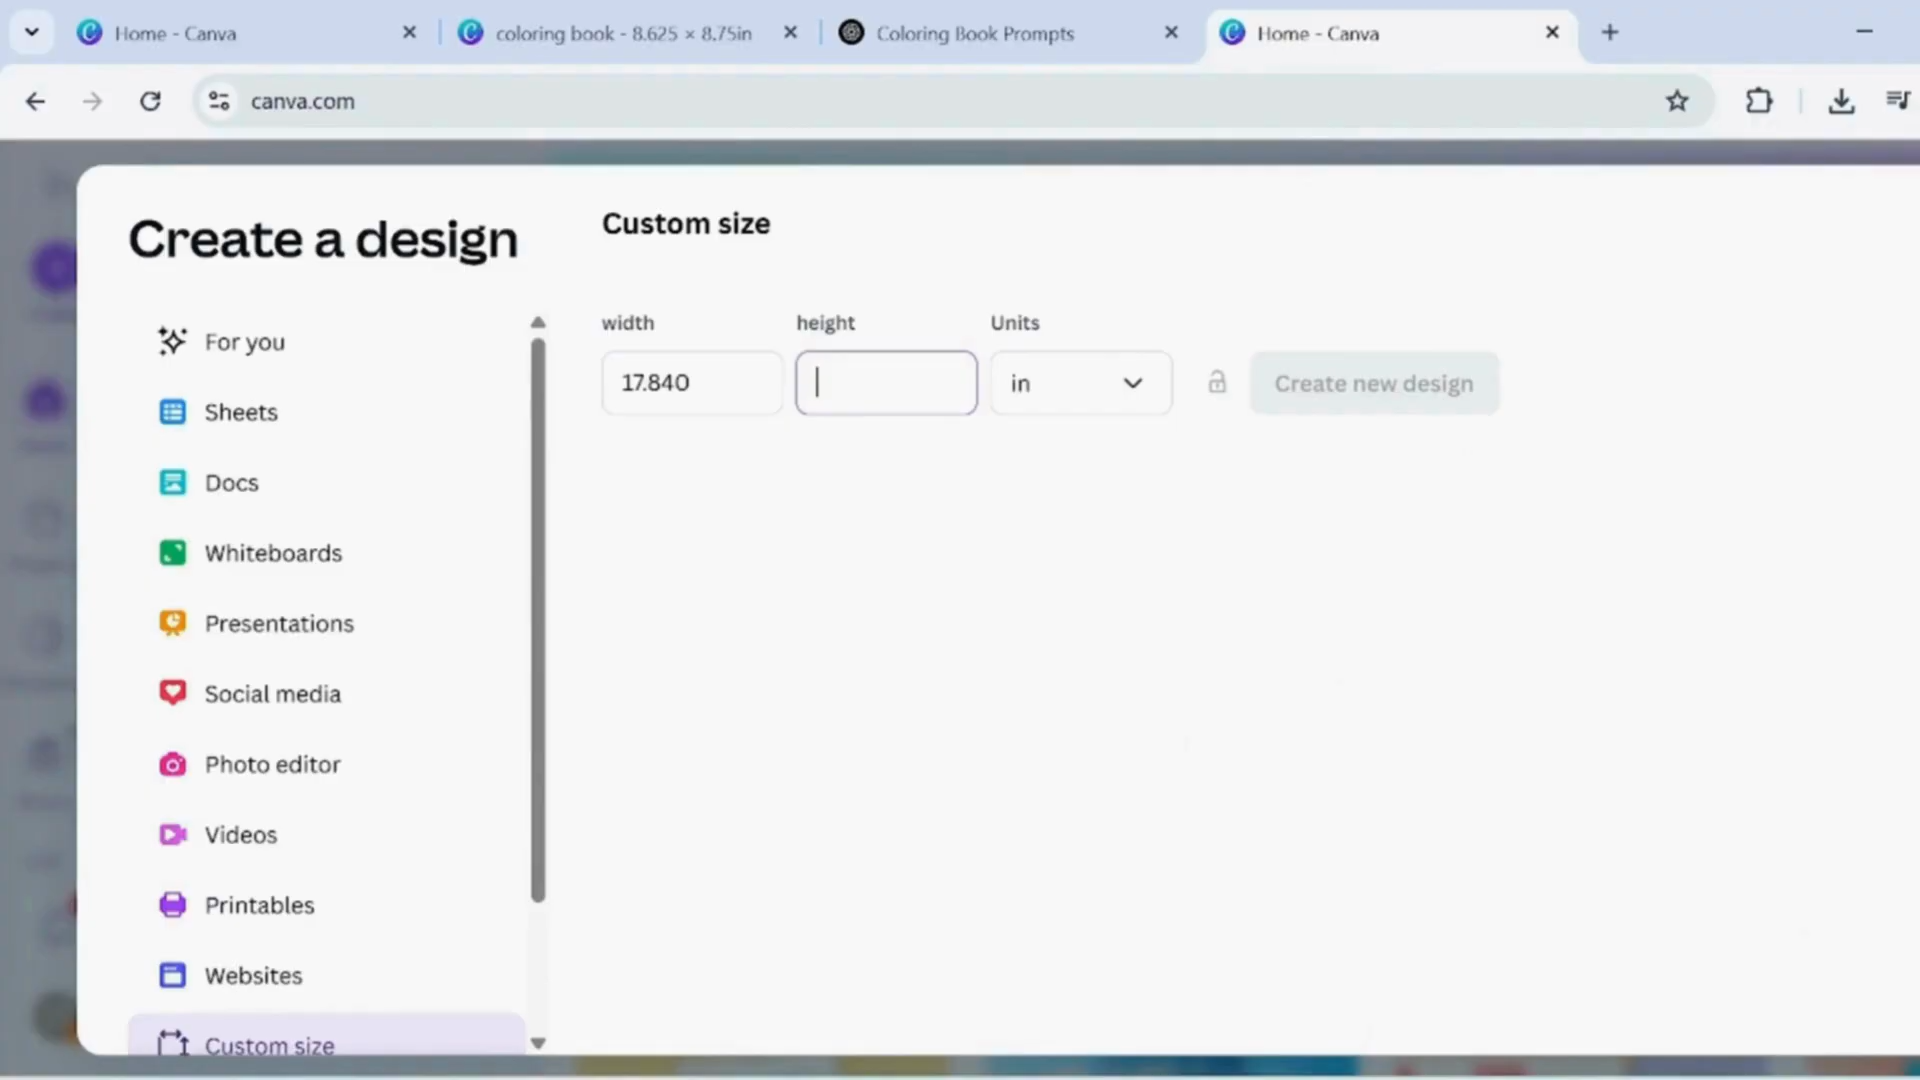 Home - Canva
coloring book - 8.625 × 8.75in
Coloring Book Prompts
Home - Canva
canva.com
Create a design
Custom size
width
height
Units
17.840
in
Create new design
For you
Sheets
Docs
Whiteboards
Presentations
Social media
Photo editor
Videos
Printables
Websites
Custom size